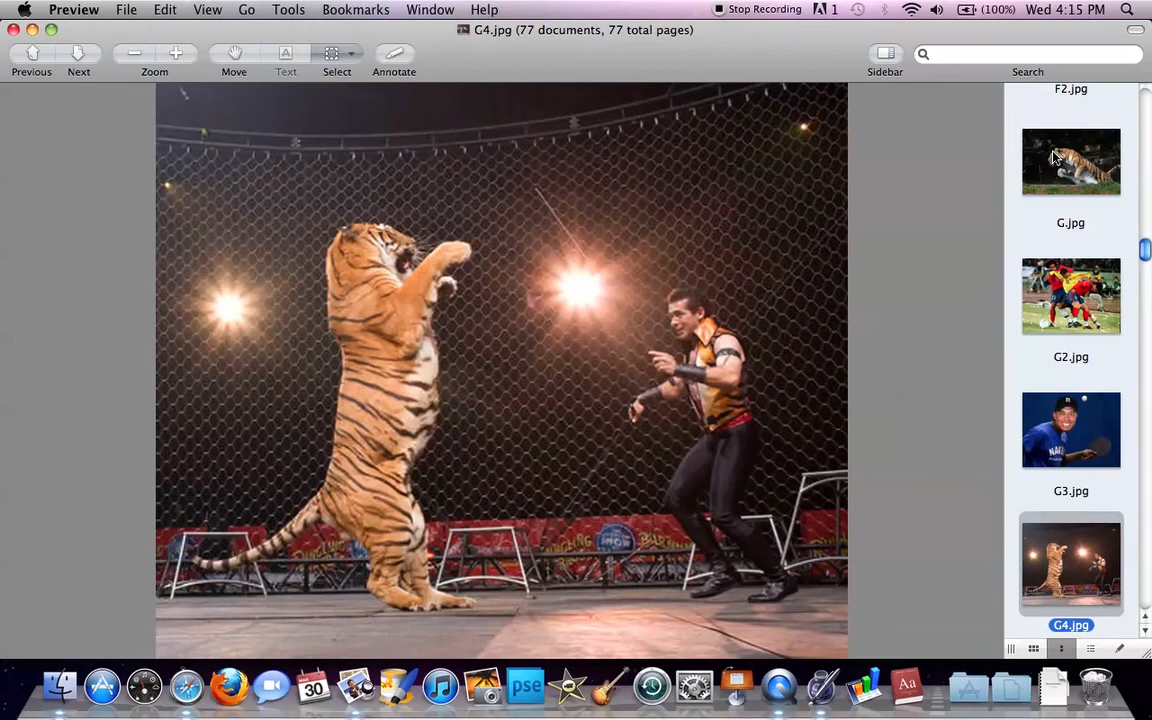 Preview File Edit View Go Tools Bookmarks Window Help Stop Recording 1 (100%) Wed 4:15 PM
G4.jpg (77 documents, 77 total pages)
Previous Next Zoom Move Text Select Annotate Sidebar Search
F2.jpg
G.jpg
G2.jpg
G3.jpg
G4.jpg
MAR
30
pse
Aa